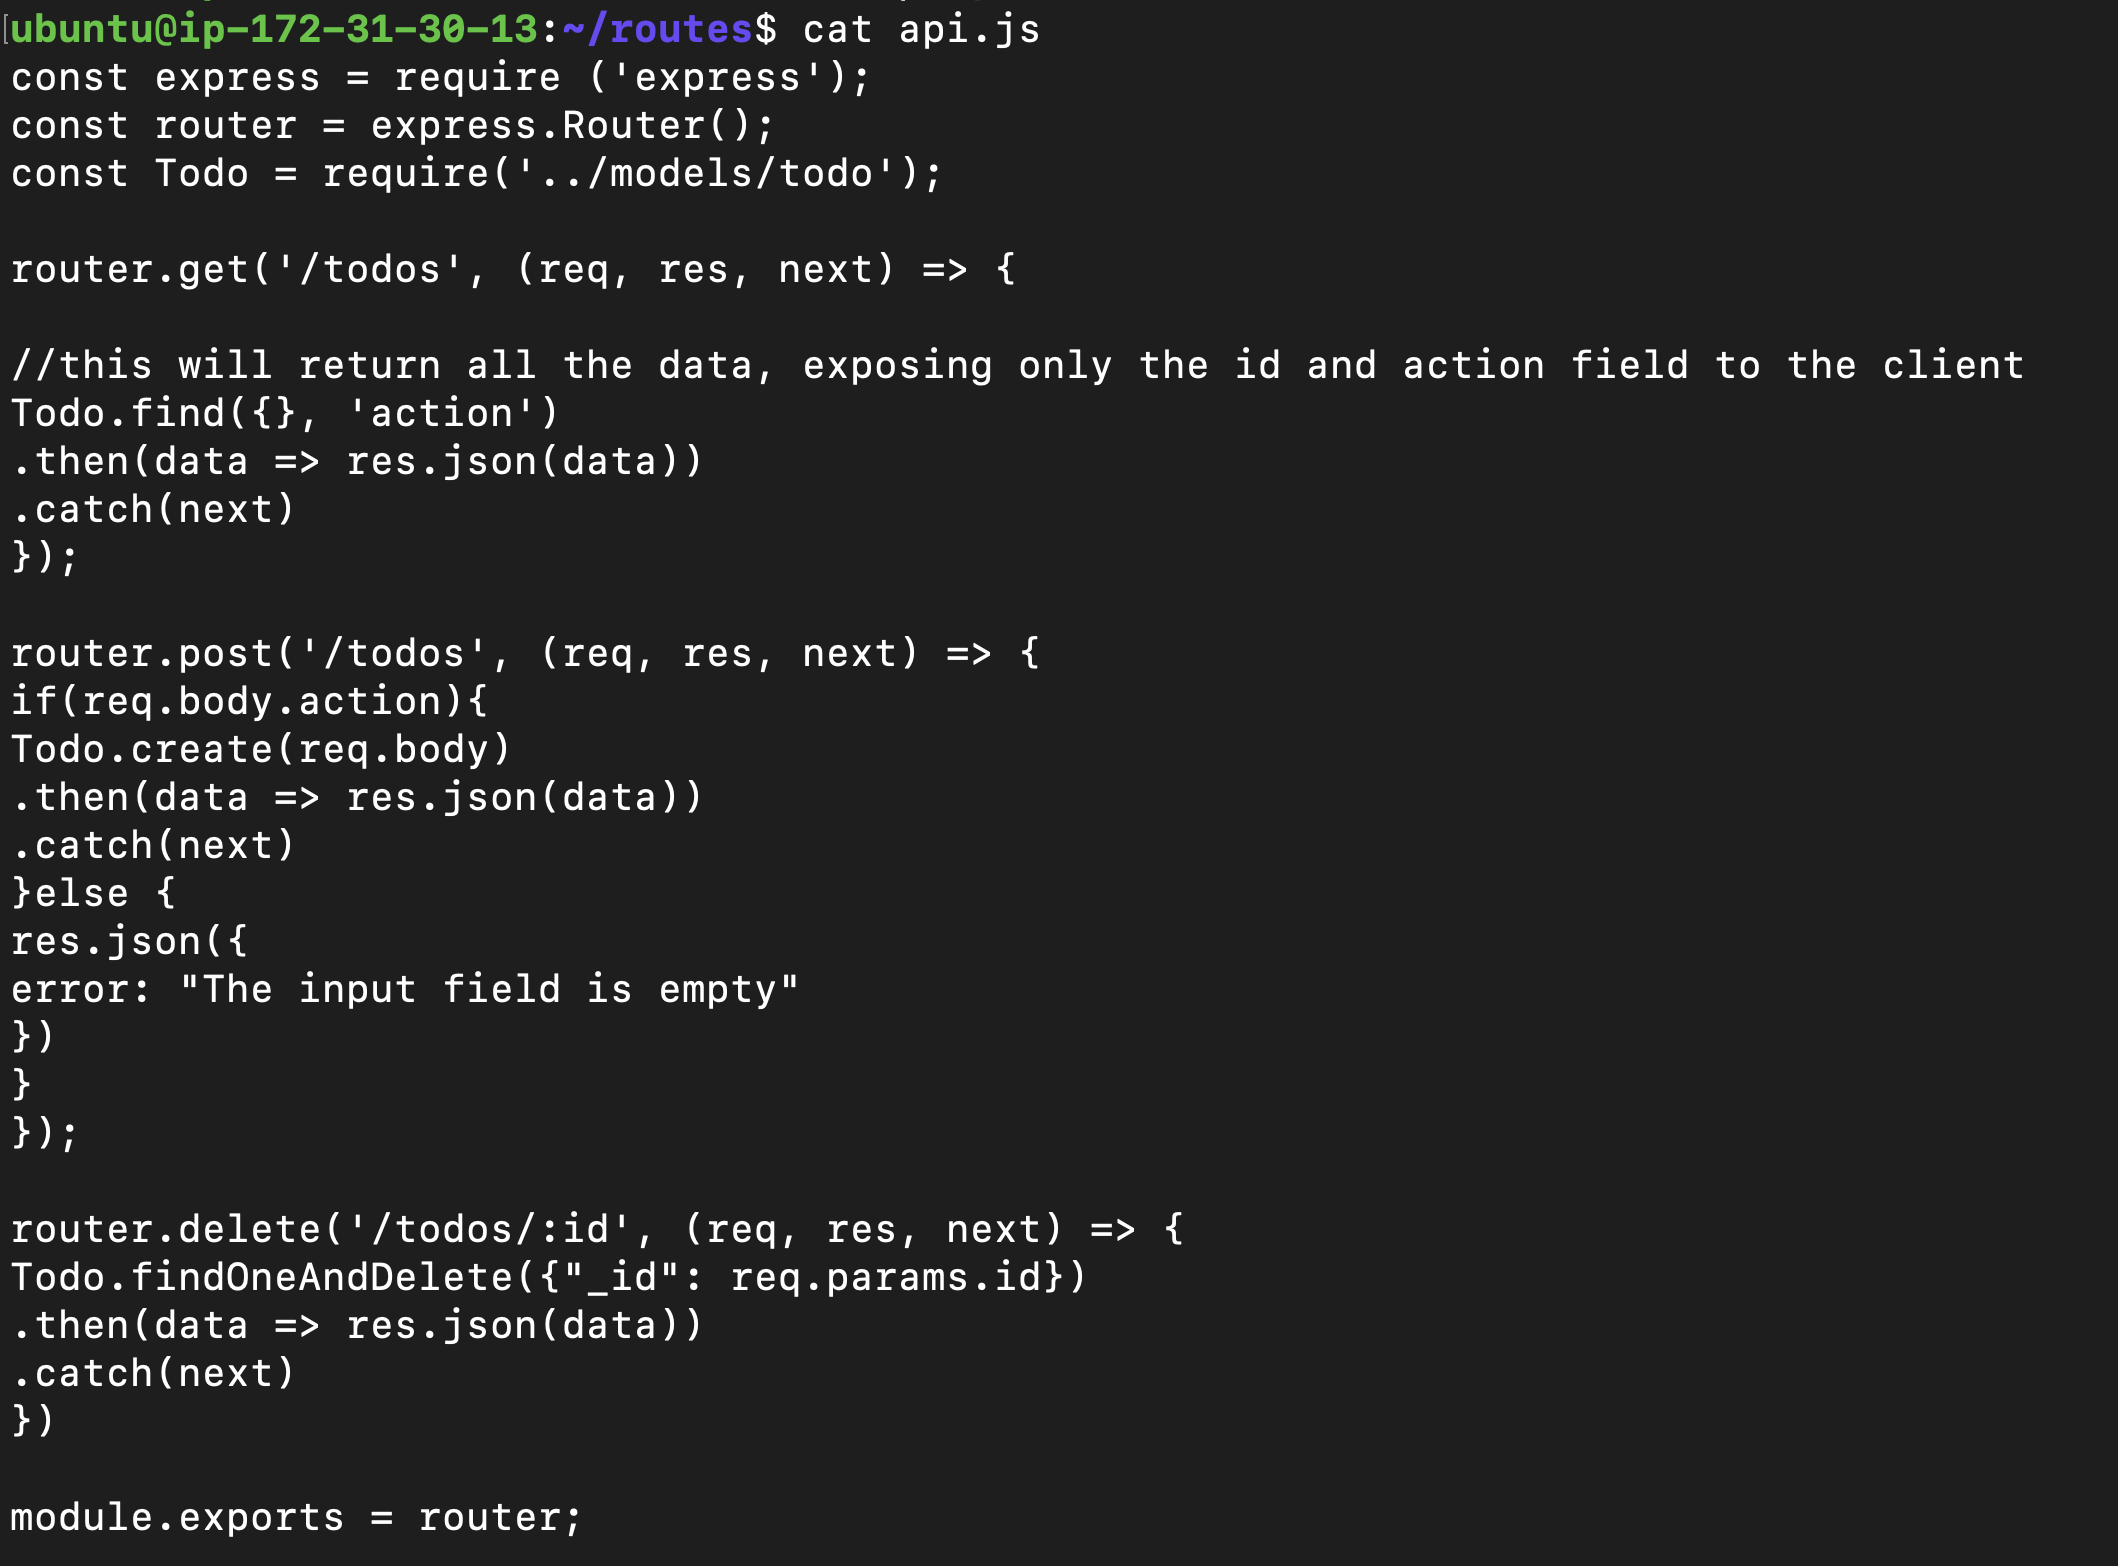 ubuntu@ip-172-31-30-13:~/routes$ cat api.js
const express = require ('express');
const router = express.Router();
const Todo = require('../models/todo');

router.get('/todos', (req, res, next) => {

//this will return all the data, exposing only the id and action field to the client
Todo.find({}, 'action')
.then(data => res.json(data))
.catch(next)
});

router.post('/todos', (req, res, next) => {
if(req.body.action){
Todo.create(req.body)
.then(data => res.json(data))
.catch(next)
}else {
res.json({
error: "The input field is empty"
})
}
});

router.delete('/todos/:id', (req, res, next) => {
Todo.findOneAndDelete({"_id": req.params.id})
.then(data => res.json(data))
.catch(next)
})

module.exports = router;